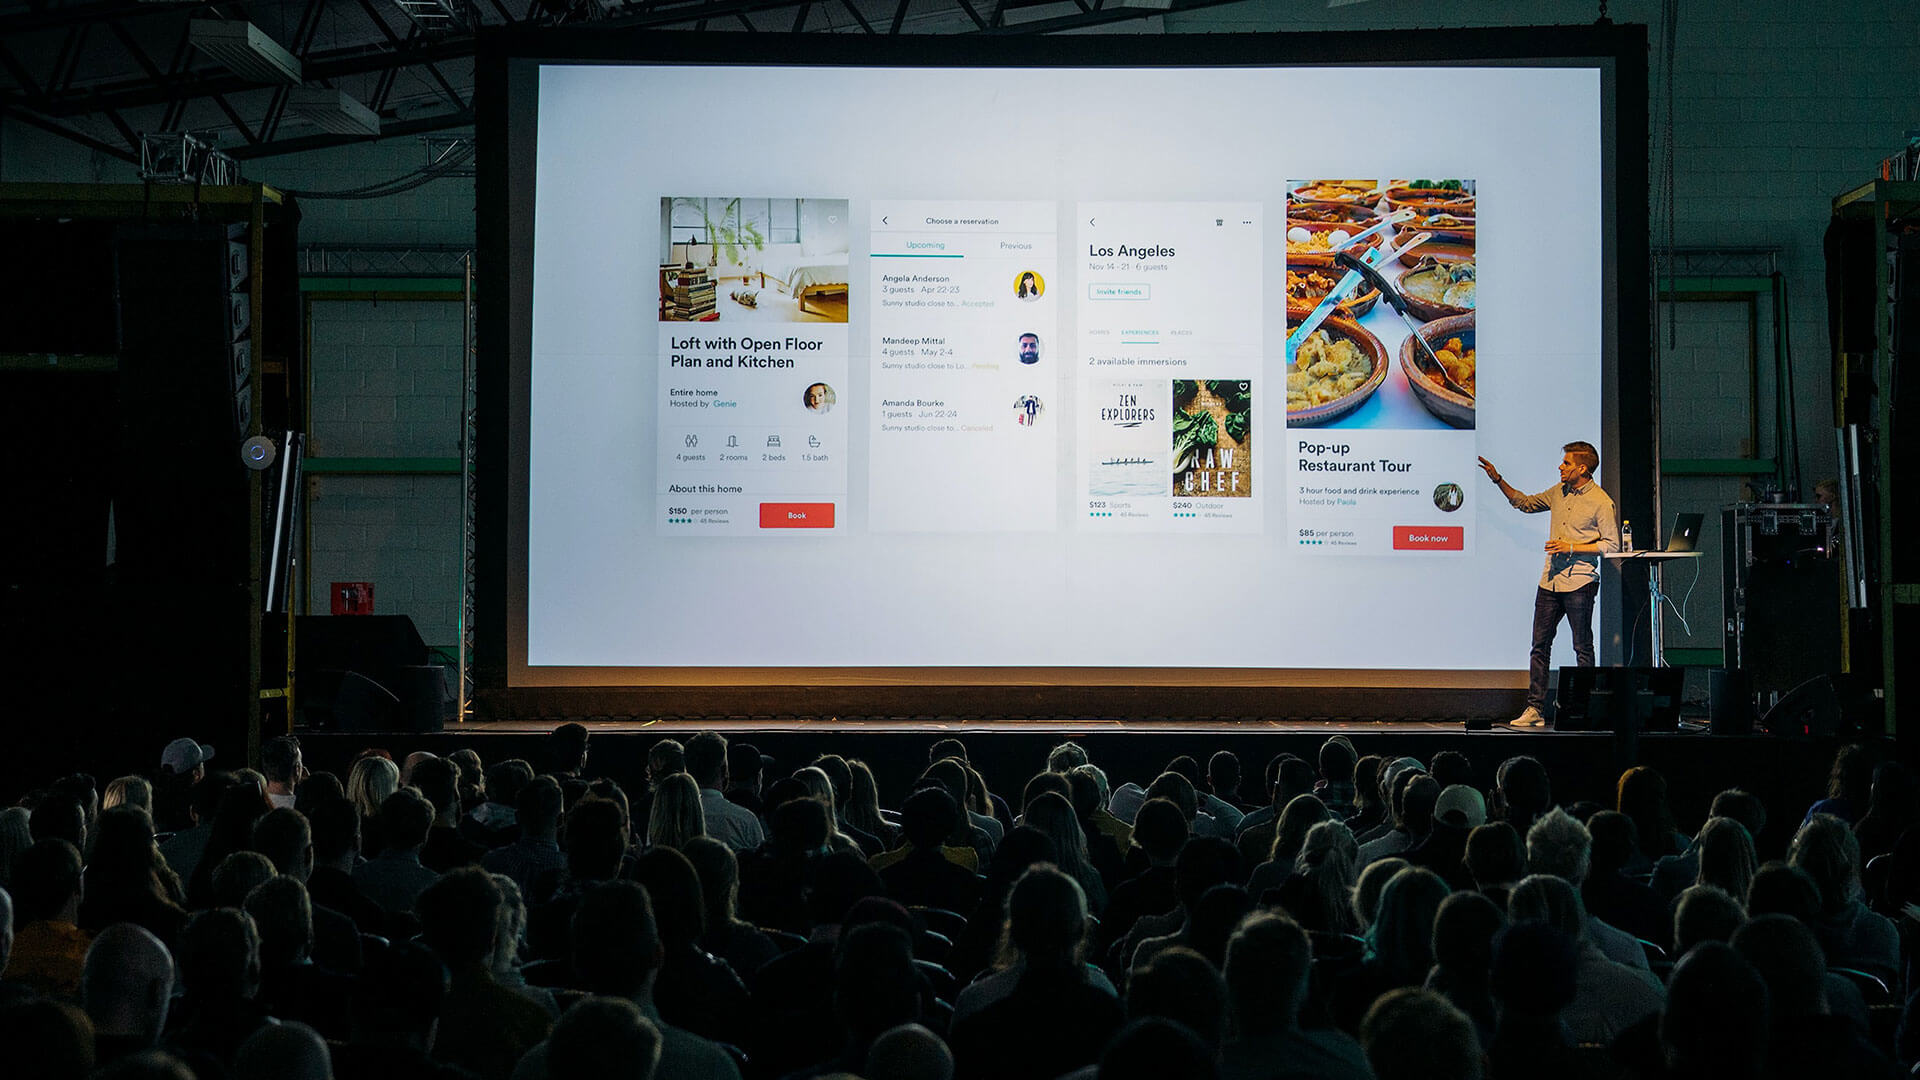 Loft with Open Floor
Plan and Kitchen
Entire home
Hosted by Genie
4 guests 2 rooms 2 beds 1.5 bath
About this home
$150 per person
45 Reviews
Book
Choose a reservation
Upcoming Previous
Angela Anderson
3 guests Apr 22-23
Sunny studio close to... Accepted
Mandeep Mittal
4 guests May 2-4
Sunny studio close to Lo... Pending
Amanda Bourke
1 guests Jun 22-24
Sunny studio close to... Canceled
Los Angeles
Nov 14 - 21 · 6 guests
Invite friends
HOMES EXPERIENCES PLACES
2 available immersions
ZEN
EXPLORERS
RAW
CHEF
$123 Sports
45 Reviews
$240 Outdoor
45 Reviews
Pop-up
Restaurant Tour
3 hour food and drink experience
Hosted by Paola
$85 per person
45 Reviews
Book now